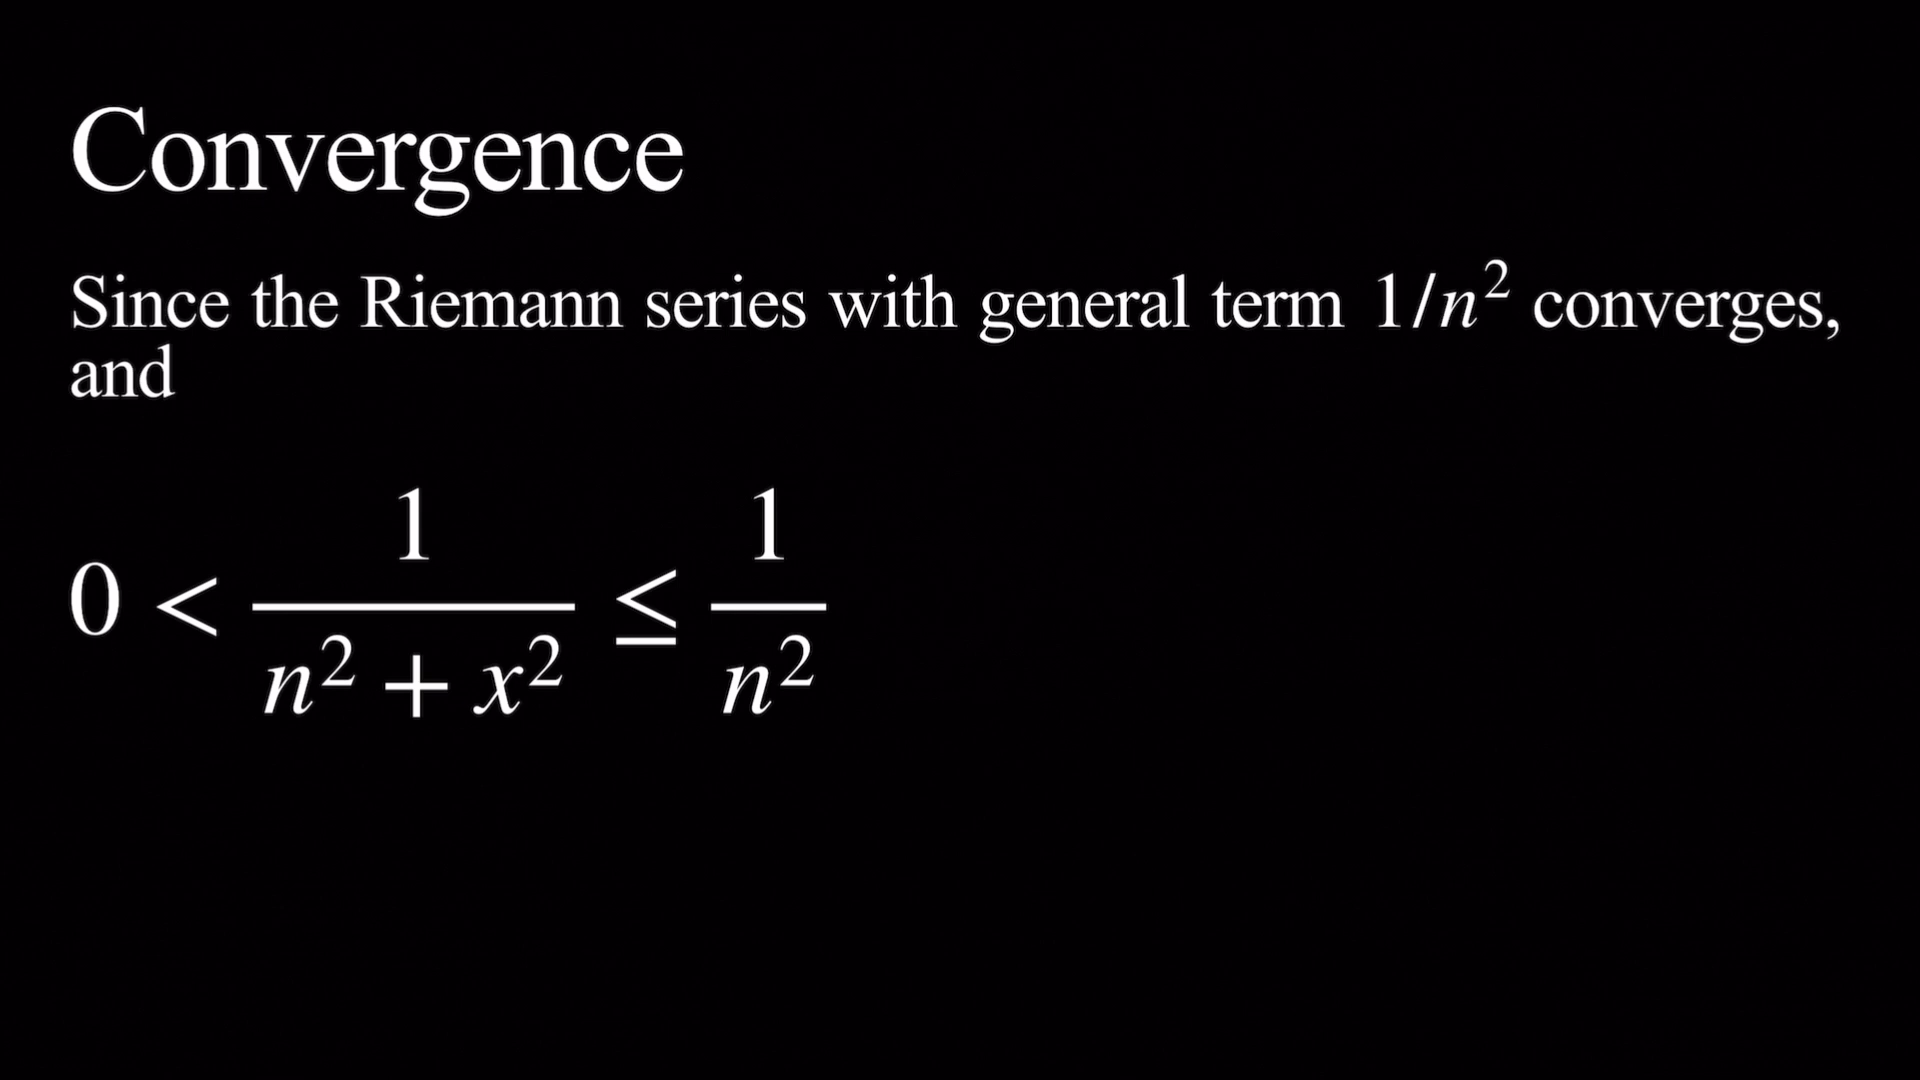 Convergence
Since the Riemann series with general term 1/n² converges,
and
0 < 1/(n² + x²) ≤ 1/n²